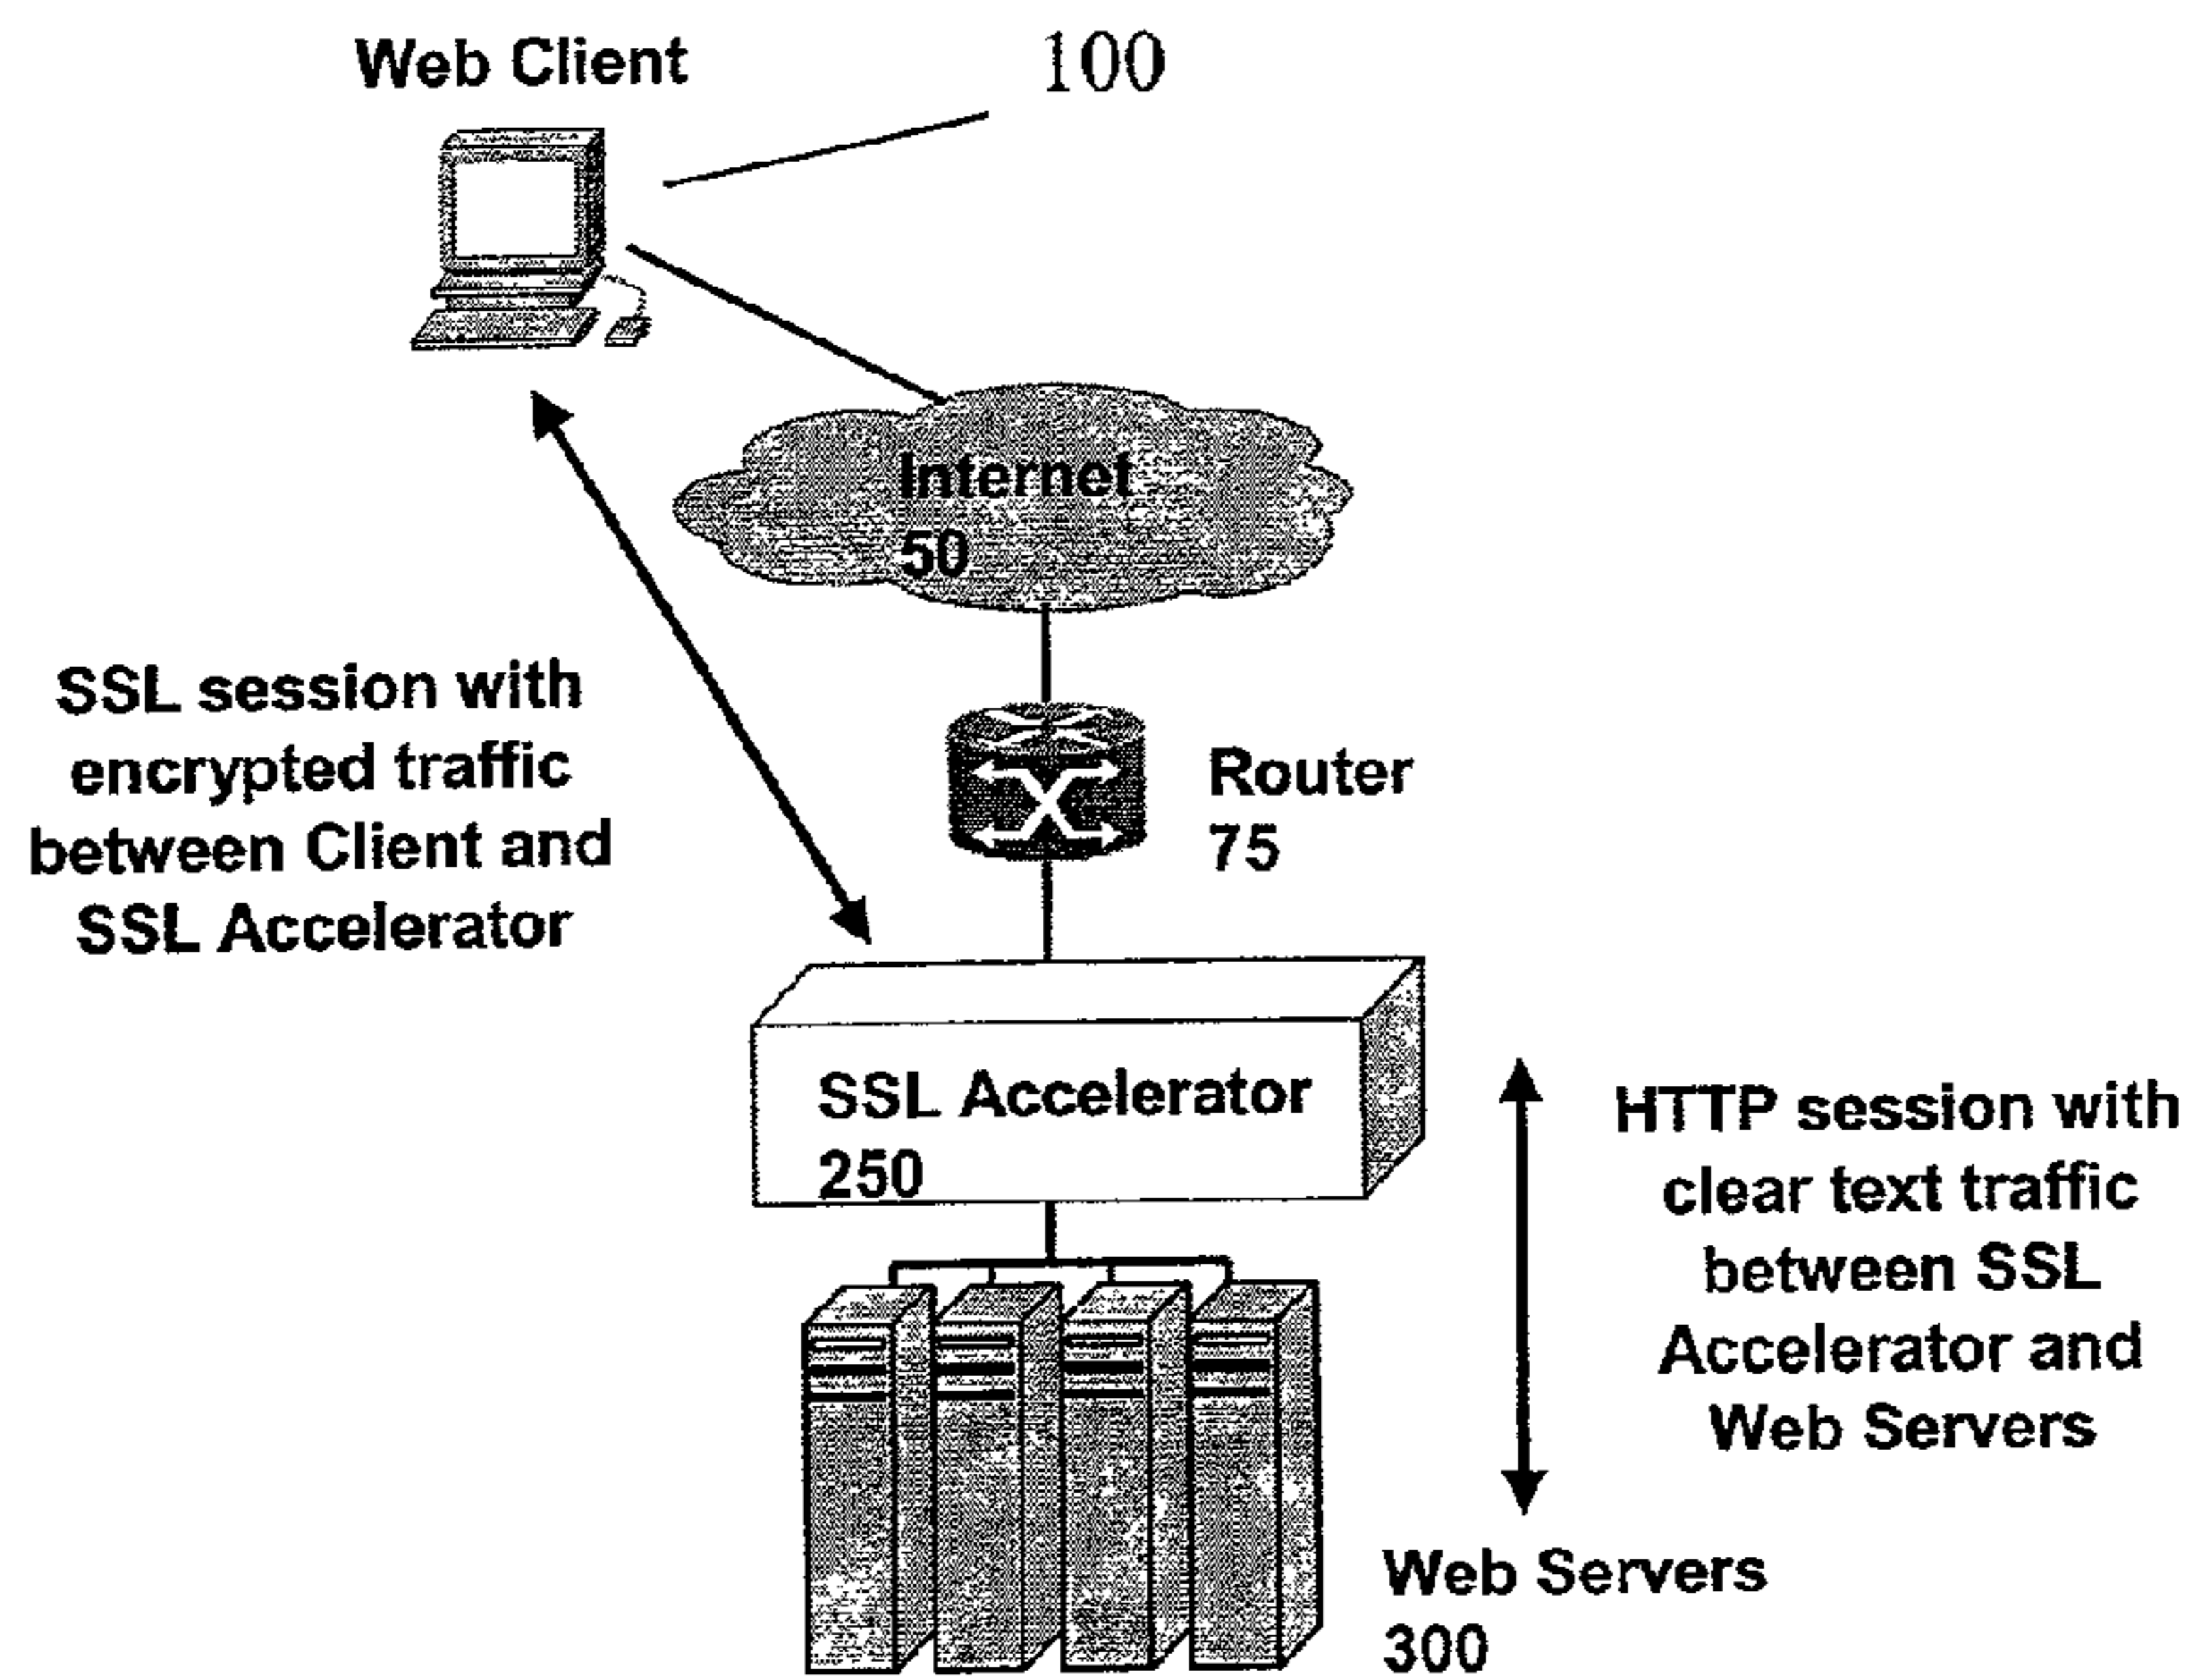 Web Client
100
Internet
50
SSL session with
encrypted traffic
between Client and
SSL Accelerator
Router
75
SSL Accelerator
250
HTTP session with
clear text traffic
between SSL
Accelerator and
Web Servers
Web Servers
300